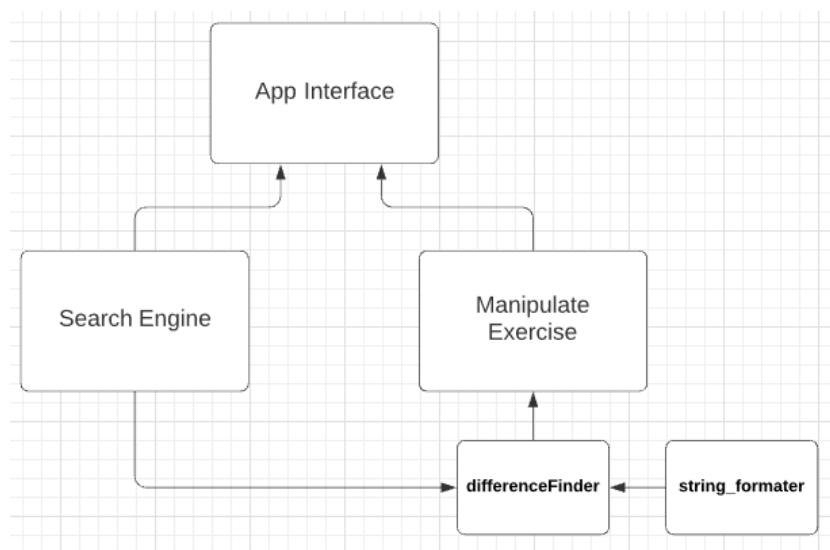 App Interface
Search Engine
Manipulate
Exercise
differenceFinder
string_formater